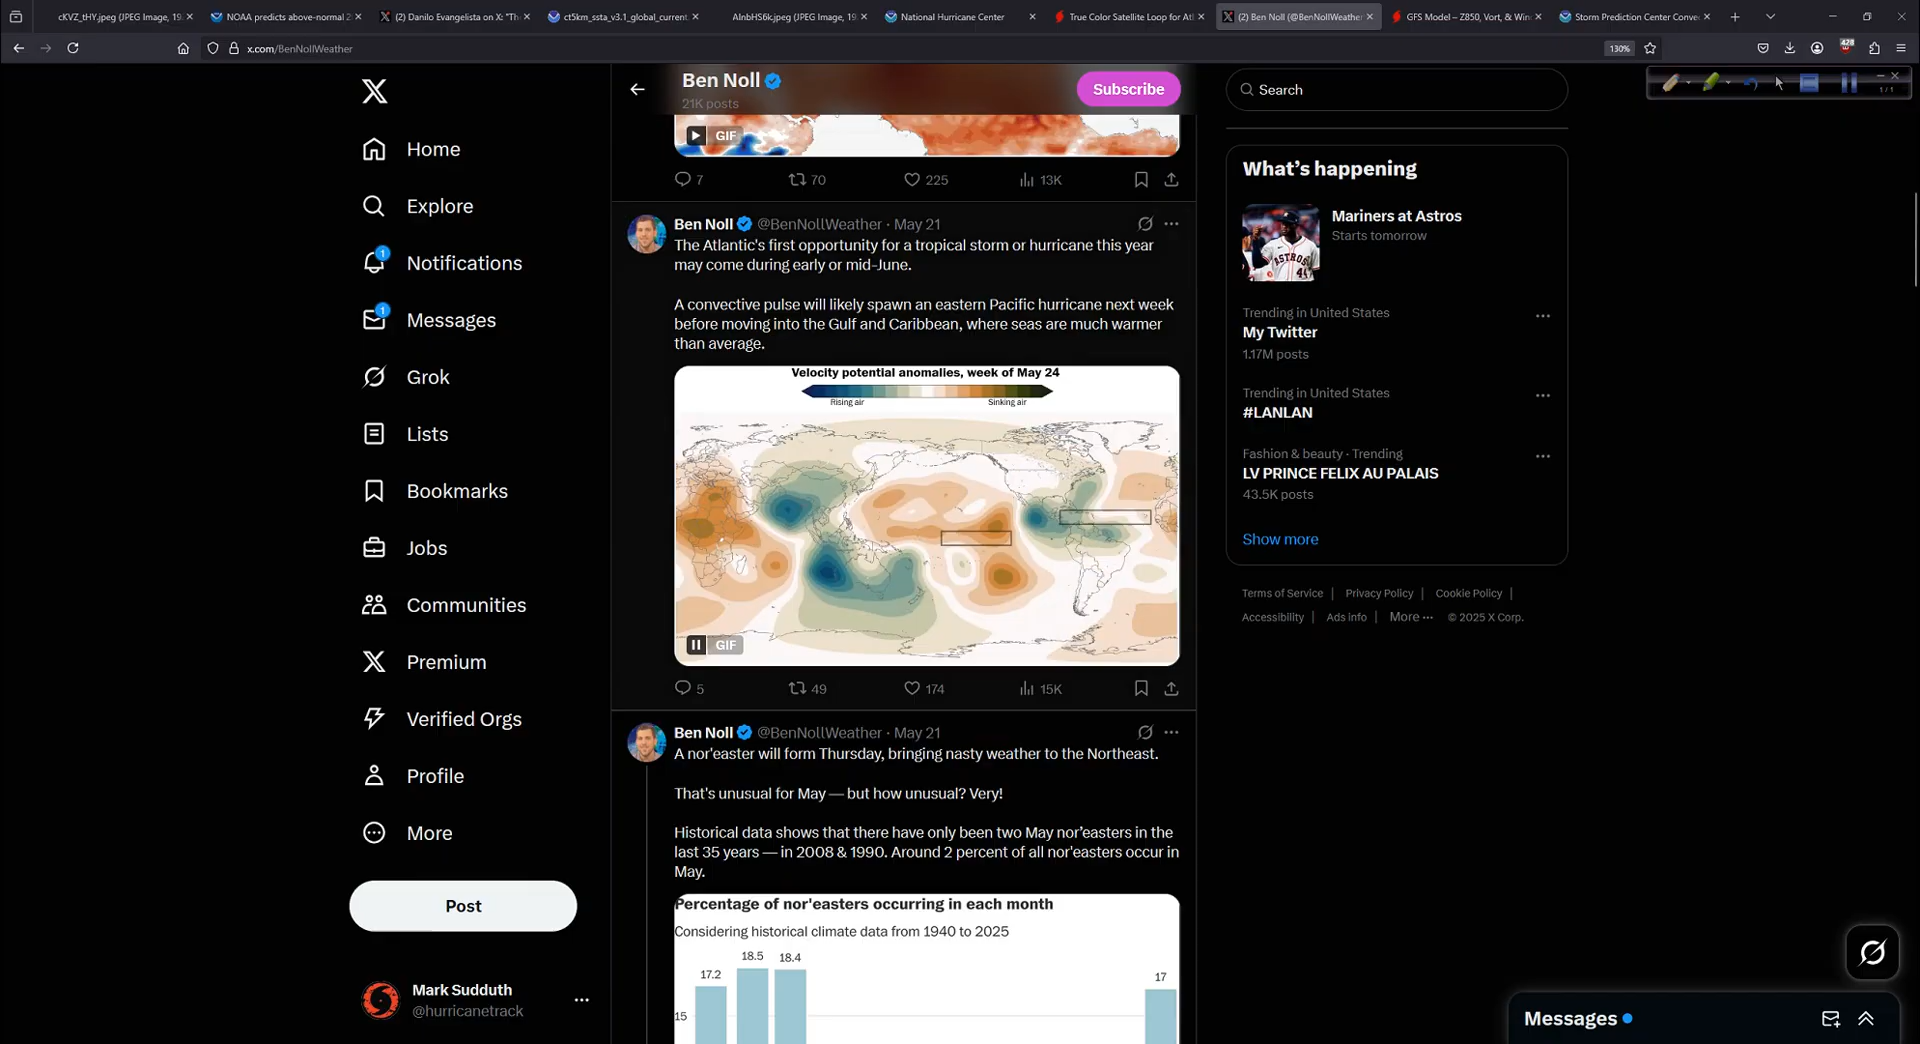 cKVZ_tHY.jpeg (JPEG Image, 19
NOAA predicts above-normal 2
(2) Danilo Evangelista on X: "The
ct5km_ssta_v3.1_global_current.
AlnbHS6k.jpeg (JPEG Image, 19
National Hurricane Center
True Color Satellite Loop for Atl
(2) Ben Noll (@BenNollWeather
GFS Model – Z850, Vort, & Win
Storm Prediction Center Conve
x.com/BenNollWeather
130%
428
Ben Noll
21K posts
Subscribe
Search
1 / 1
Home
Explore
1
Notifications
1
Messages
Grok
Lists
Bookmarks
Jobs
Communities
Premium
Verified Orgs
Profile
More
Post
Mark Sudduth
@hurricanetrack
GIF
7
70
225
13K
Ben Noll @BenNollWeather · May 21
The Atlantic's first opportunity for a tropical storm or hurricane this year
may come during early or mid-June.
A convective pulse will likely spawn an eastern Pacific hurricane next week
before moving into the Gulf and Caribbean, where seas are much warmer
than average.
Velocity potential anomalies, week of May 24
Rising air
Sinking air
GIF
5
49
174
15K
Ben Noll @BenNollWeather · May 21
A nor'easter will form Thursday, bringing nasty weather to the Northeast.
That's unusual for May — but how unusual? Very!
Historical data shows that there have only been two May nor'easters in the
last 35 years — in 2008 & 1990. Around 2 percent of all nor'easters occur in
May.
Percentage of nor'easters occurring in each month
Considering historical climate data from 1940 to 2025
17.2
18.5
18.4
17
15
What's happening
Mariners at Astros
Starts tomorrow
Trending in United States
My Twitter
1.17M posts
Trending in United States
#LANLAN
Fashion & beauty · Trending
LV PRINCE FELIX AU PALAIS
43.5K posts
Show more
Terms of Service | Privacy Policy | Cookie Policy |
Accessibility | Ads info | More ··· © 2025 X Corp.
Messages